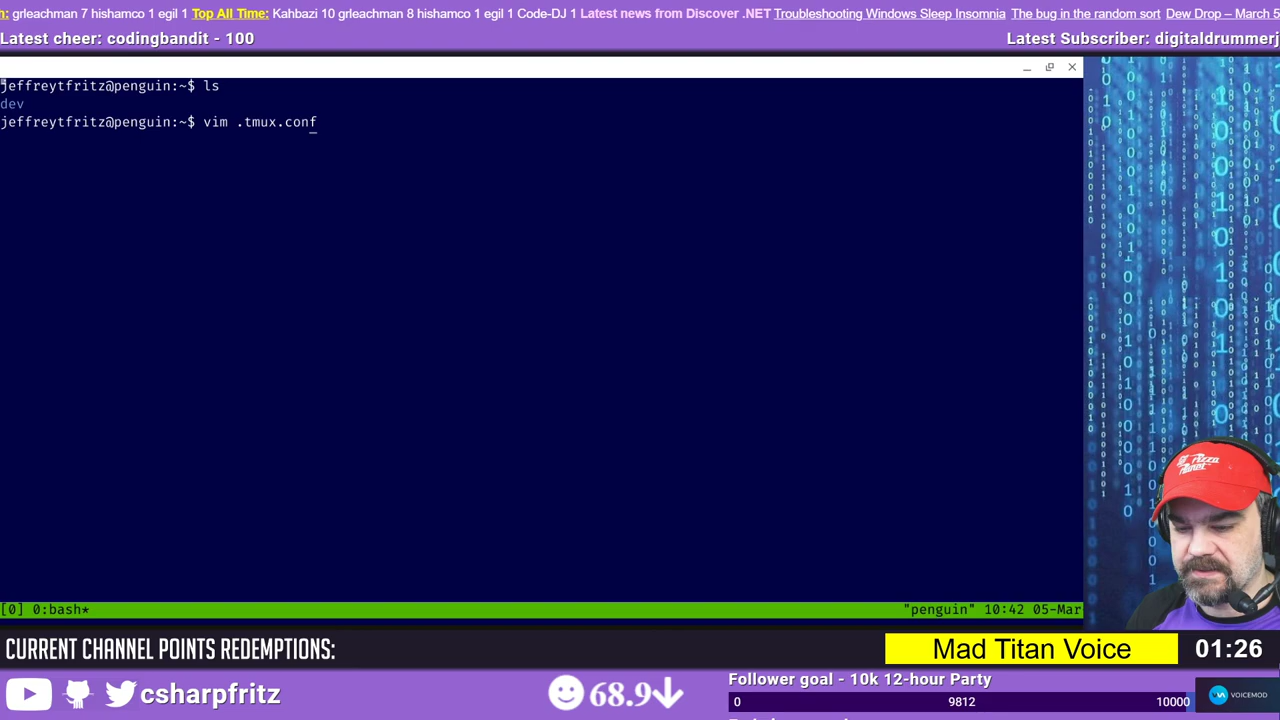 h: grleachman 7 hishamco 1 egil 1 Top All Time: Kahbazi 10 grleachman 8 hishamco 1 egil 1 Code-DJ 1 Latest news from Discover .NET Troubleshooting Windows Sleep Insomnia The bug in the random sort Dew Drop – March 5
Latest cheer: codingbandit - 100
Latest Subscriber: digitaldrummerj
jeffreytfritz@penguin:~$ ls
dev
jeffreytfritz@penguin:~$ vim .tmux.conf
[0] 0:bash*
"penguin" 10:42 05-Mar
CURRENT CHANNEL POINTS REDEMPTIONS:
Mad Titan Voice
01:26
csharpfritz
68.9
Follower goal - 10k 12-hour Party
0
9812
10000
VOICEMOD